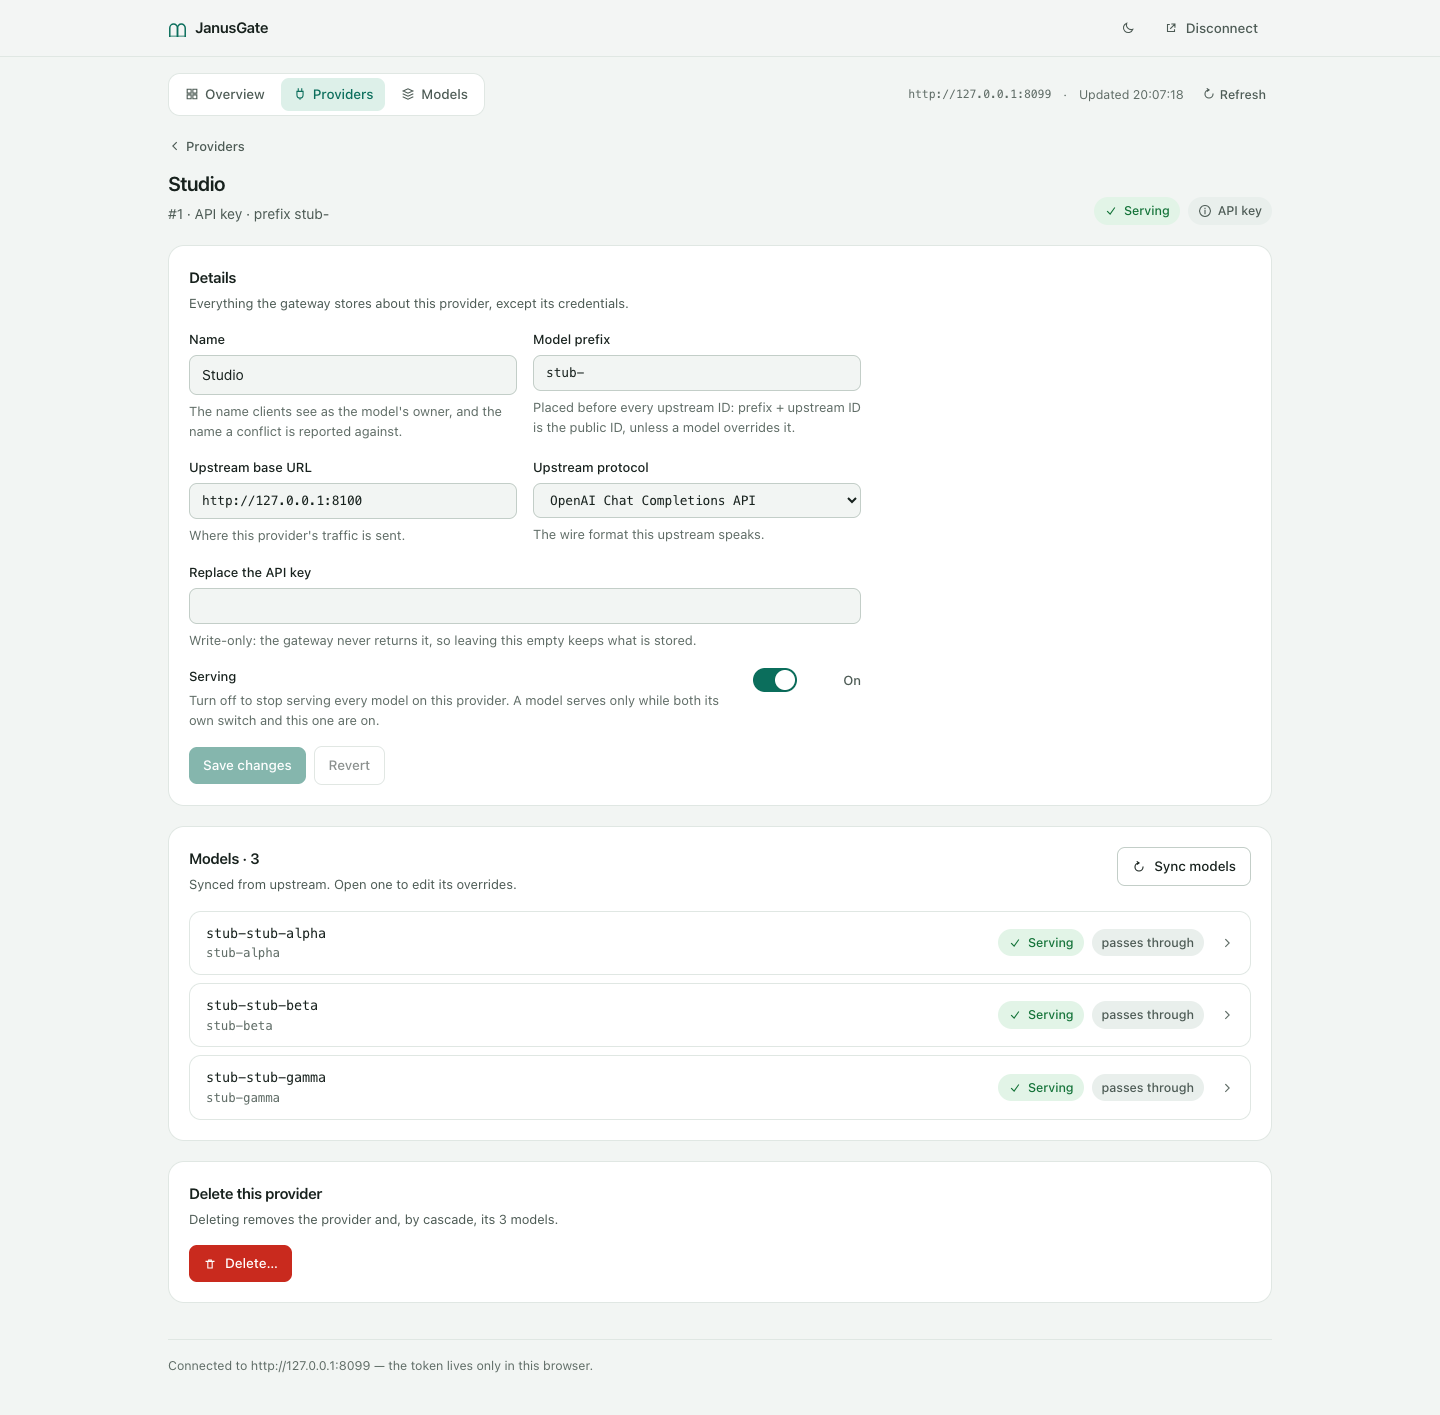 JanusGate
Disconnect
Overview
Providers
Models
http://127.0.0.1:8099 · Updated 20:07:18
Refresh
Providers
Studio
#1 · API key · prefix stub-
Serving
API key
Details
Everything the gateway stores about this provider, except its credentials.
Name
Model prefix
Studio
stub-
The name clients see as the model's owner, and the
name a conflict is reported against.
Placed before every upstream ID: prefix + upstream ID
is the public ID, unless a model overrides it.
Upstream base URL
Upstream protocol
http://127.0.0.1:8100
OpenAI Chat Completions API
Where this provider's traffic is sent.
The wire format this upstream speaks.
Replace the API key
Write-only: the gateway never returns it, so leaving this empty keeps what is stored.
Serving
On
Turn off to stop serving every model on this provider. A model serves only while both its
own switch and this one are on.
Save changes
Revert
Models · 3
Sync models
Synced from upstream. Open one to edit its overrides.
stub-stub-alpha
stub-alpha
Serving
passes through
stub-stub-beta
stub-beta
Serving
passes through
stub-stub-gamma
stub-gamma
Serving
passes through
Delete this provider
Deleting removes the provider and, by cascade, its 3 models.
Delete…
Connected to http://127.0.0.1:8099 — the token lives only in this browser.